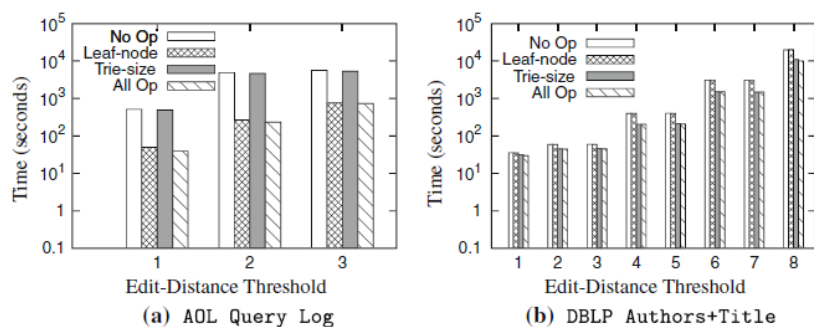 10^5
10^4
10^3
10^2
10^1
1
0.1
Time (seconds)
No Op
Leaf-node
Trie-size
All Op
1 2 3
Edit-Distance Threshold
(a) AOL Query Log
10^5
10^4
10^3
10^2
10^1
1
0.1
Time (seconds)
No Op
Leaf-node
Trie-size
All Op
1 2 3 4 5 6 7 8
Edit-Distance Threshold
(b) DBLP Authors+Title